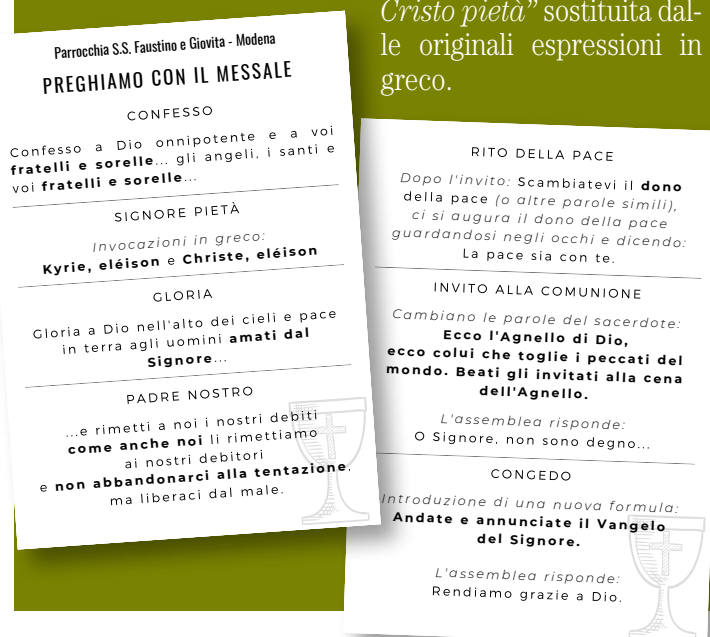 Cristo pietà” sostituita dal-
le originali espressioni in
greco.
Parrocchia S.S. Faustino e Giovita - Modena
PREGHIAMO CON IL MESSALE
CONFESSO
Confesso a Dio onnipotente e a voi
fratelli e sorelle... gli angeli, i santi e
voi fratelli e sorelle...
SIGNORE PIETÀ
Invocazioni in greco:
Kyrie, eléison e Christe, eléison
GLORIA
Gloria a Dio nell'alto dei cieli e pace
in terra agli uomini amati dal
Signore...
PADRE NOSTRO
...e rimetti a noi i nostri debiti
come anche noi li rimettiamo
ai nostri debitori
e non abbandonarci alla tentazione,
ma liberaci dal male.
RITO DELLA PACE
Dopo l'invito: Scambiatevi il dono
della pace (o altre parole simili),
ci si augura il dono della pace
guardandosi negli occhi e dicendo:
La pace sia con te.
INVITO ALLA COMUNIONE
Cambiano le parole del sacerdote:
Ecco l'Agnello di Dio,
ecco colui che toglie i peccati del
mondo. Beati gli invitati alla cena
dell'Agnello.
L'assemblea risponde:
O Signore, non sono degno...
CONGEDO
Introduzione di una nuova formula:
Andate e annunciate il Vangelo
del Signore.
L'assemblea risponde:
Rendiamo grazie a Dio.